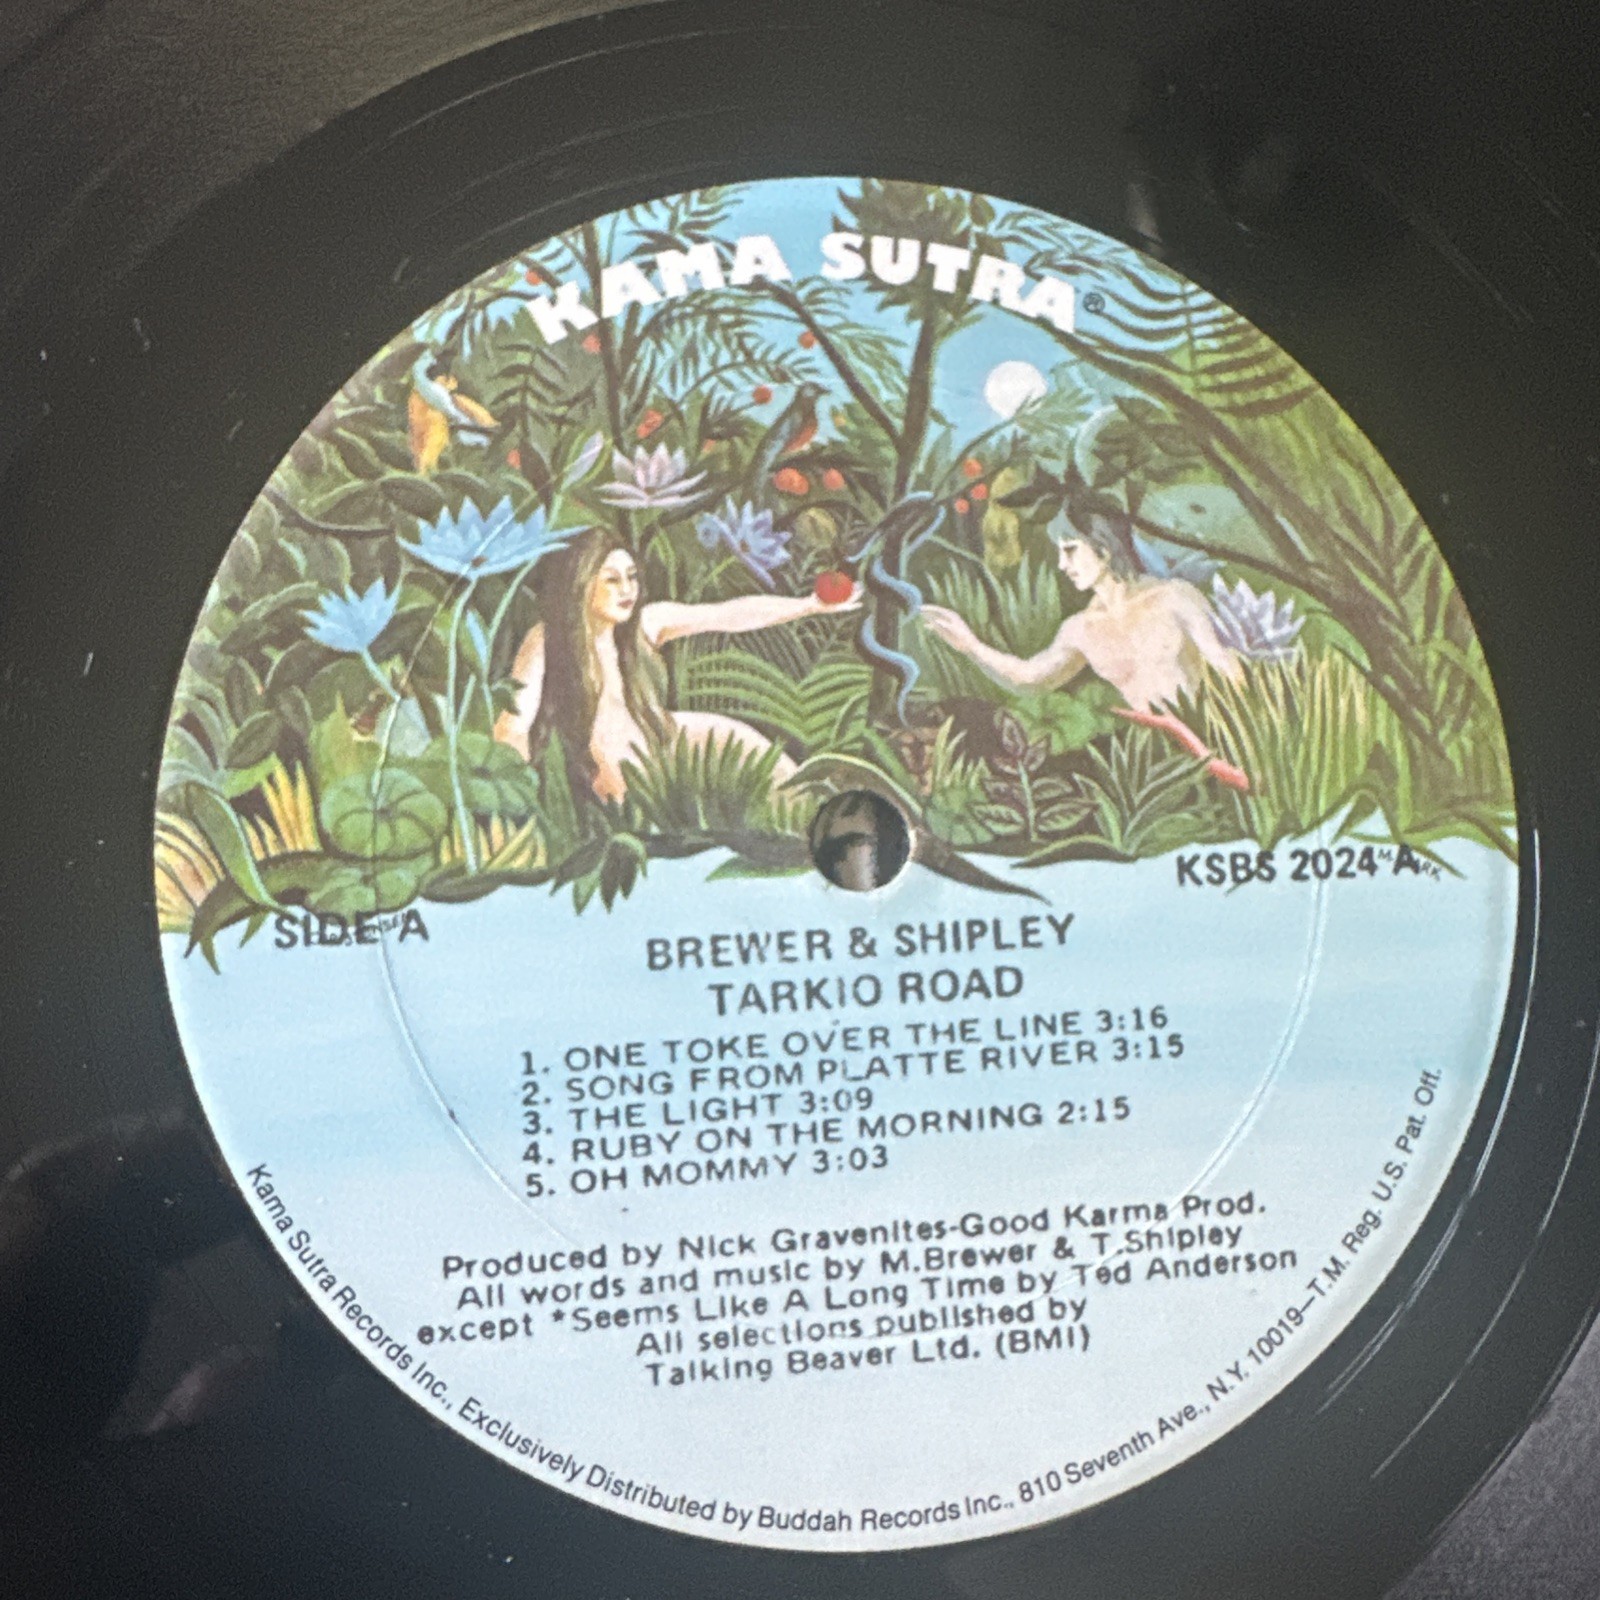 KAMA SUTRA®
KSBS 2024 A
SIDE A
BREWER & SHIPLEY
TARKIO ROAD
1. ONE TOKE OVER THE LINE 3:16
2. SONG FROM PLATTE RIVER 3:15
3. THE LIGHT 3:09
4. RUBY ON THE MORNING 2:15
5. OH MOMMY 3:03
Produced by Nick Gravenites-Good Karma Prod.
All words and music by M.Brewer & T.Shipley
except *Seems Like A Long Time by Ted Anderson
All selections published by
Talking Beaver Ltd. (BMI)
Kama Sutra Records Inc., Exclusively Distributed by Buddah Records Inc., 810 Seventh Ave., N.Y. 10019—T.M. Reg. U.S. Pat. Off.